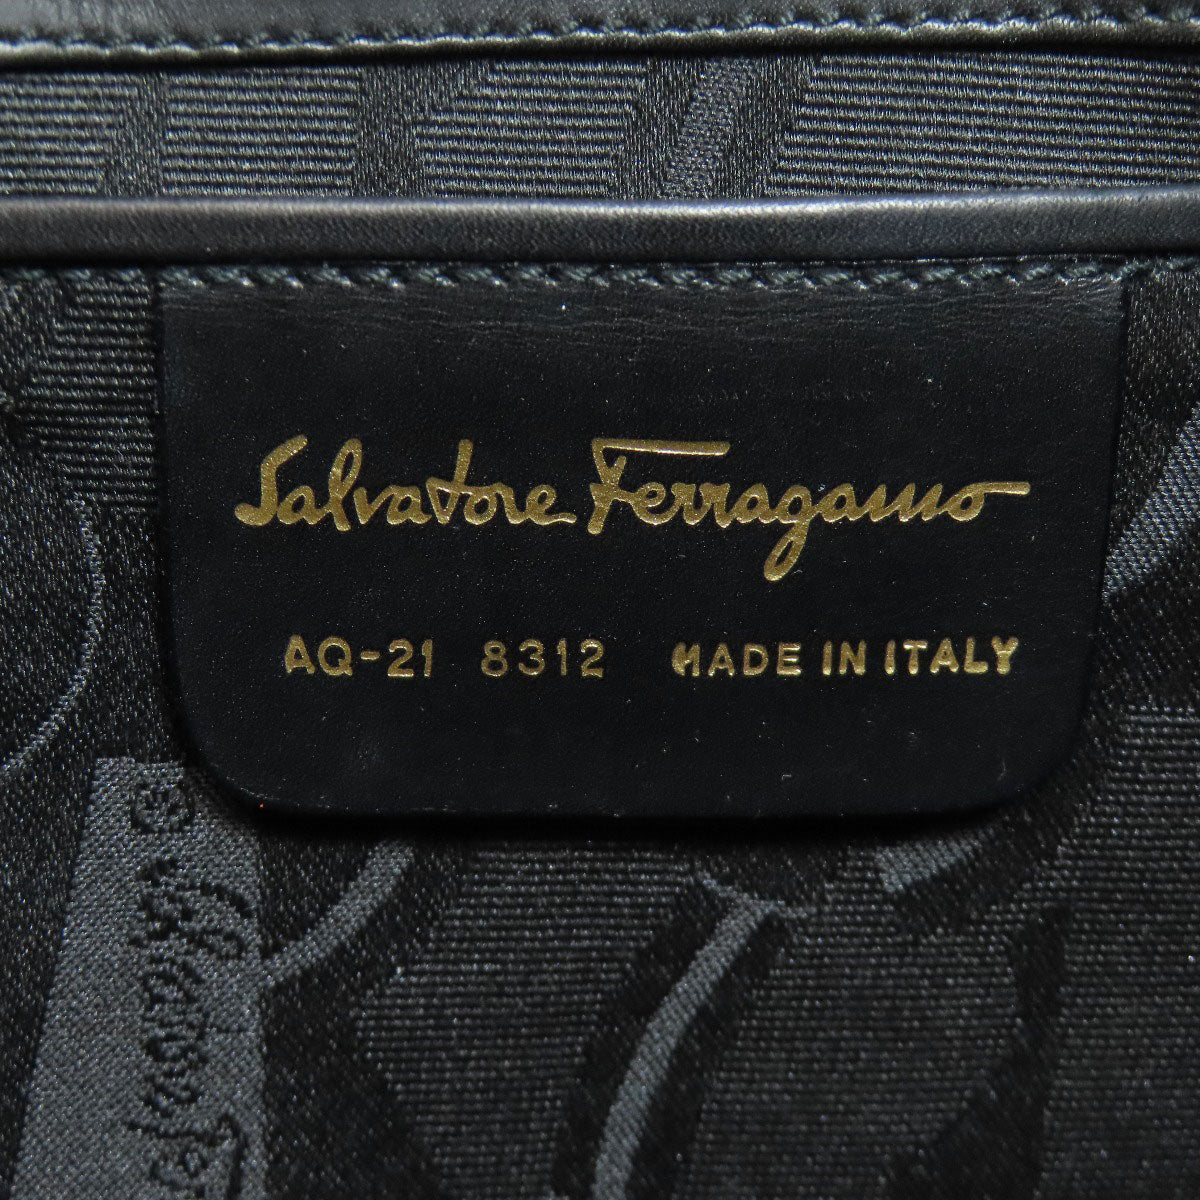 Salvatore Ferragamo
AQ-21 8312 MADE IN ITALY